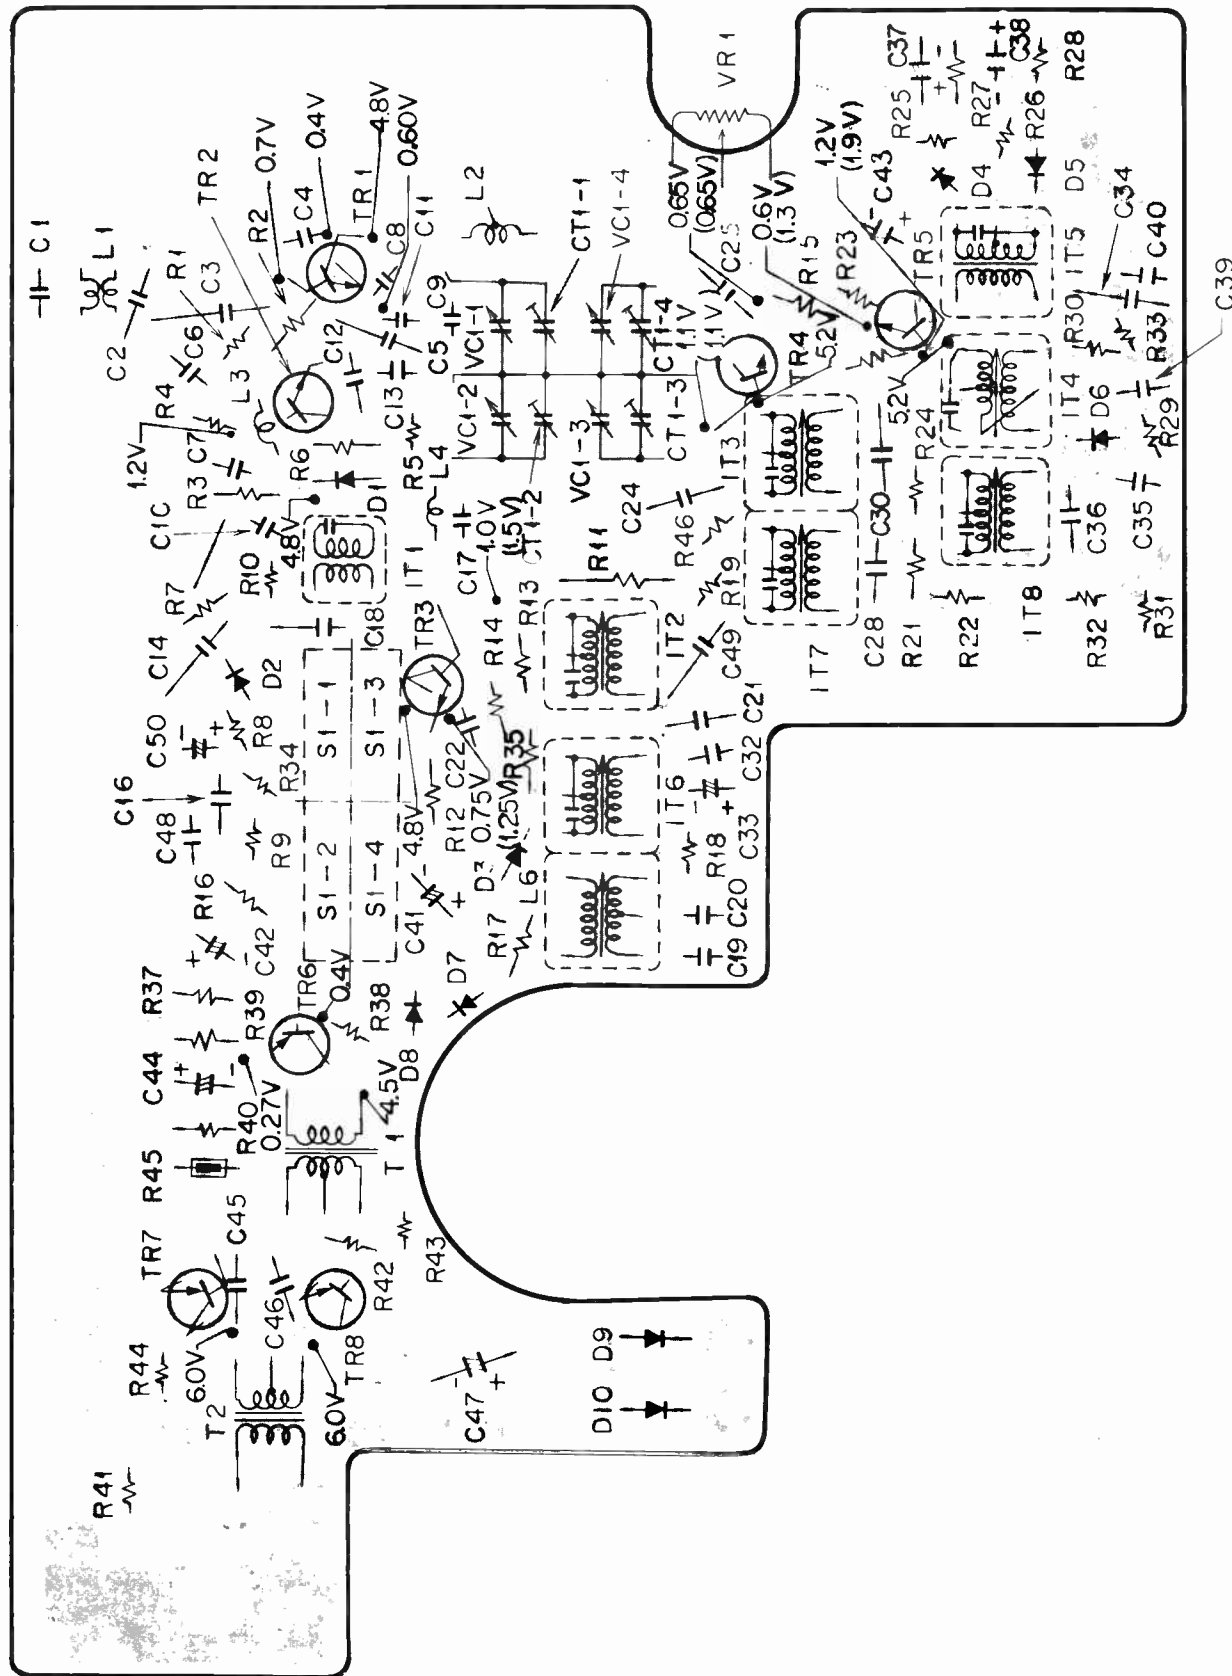 C1
L1
C2
R1
C3
TR2
R2
0.7V
C4
0.4V
TR1
4.8V
0.60V
C8
C11
L2
1.2V
R4
C6
L3
C12
C5
C9
C13
VC1-1
VC1-2
CT1-1
VC1-4
VR1
0.65V
(0.65V)
C25
0.6V
(1.3V)
R15
R23
1.2V
(1.9V)
C43
TR5
R25
C37
D4
R27
C38
R26
R28
D5
C34
C40
C39
R33
R30
IT5
IT4
D6
R29
C35
C36
R31
R32
IT8
R22
R21
R24
5.2V
C30
C28
IT7
IT3
TR4
5.2V
1.1V
(1.1V)
CT1-4
CT1-3
VC1-3
CT1-2
C24
R46
R19
R11
C49
IT2
C21
C32
IT6
C33
R18
C20
C19
L6
R17
D3
R35
R13
R14
1.0V
(1.5V)
C17
L4
R5
D1
IT1
R6
C7
R3
C10
4.8V
R10
R7
C14
C18
TR3
C22
0.75V
(1.25V)
R12
4.8V
C41
D7
D2
R8
R34
C50
C16
C48
R9
S1-1
S1-2
S1-3
S1-4
R16
C42
R37
R39
TR6
0.4V
R38
D8
C44
R40
0.27V
4.5V
T1
R45
C45
TR7
C46
R42
R43
TR8
6.0V
6.0V
R44
T2
R41
C47
D9
D10